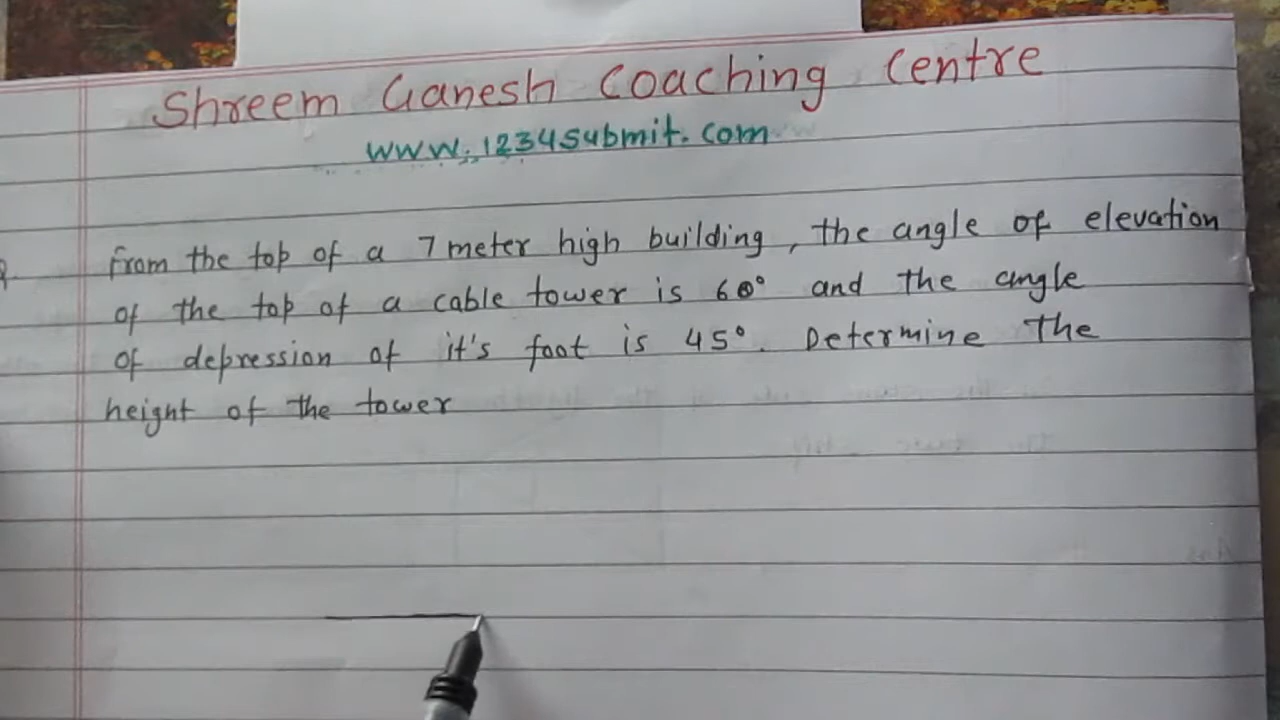 Shreem Ganesh Coaching Centre
www.1234submit.com
from the top of a 7 meter high building, the angle of elevation
of the top of a cable tower is 60° and the angle
of depression of it's foot is 45°. Determine the
height of the tower